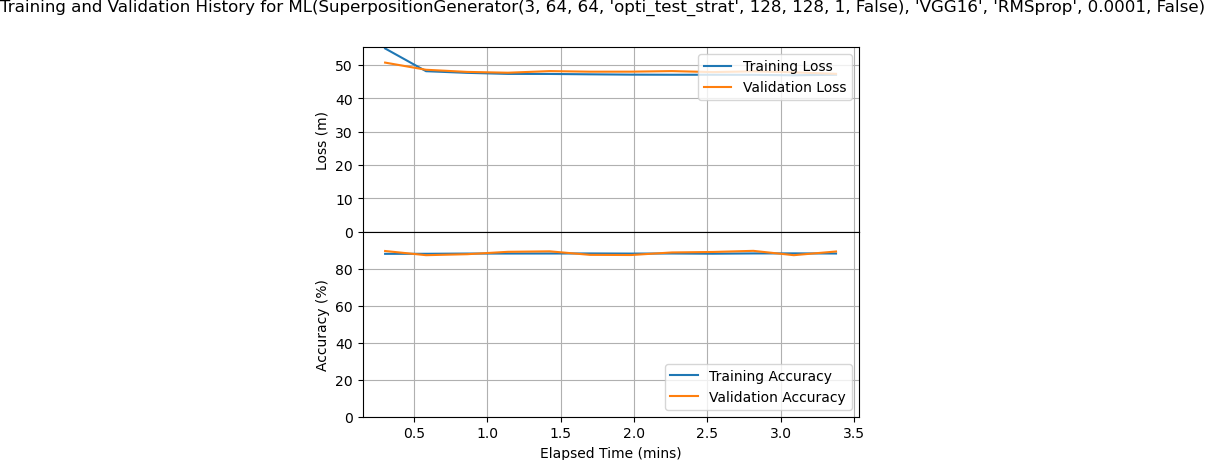 Training and Validation History for ML(SuperpositionGenerator(3, 64, 64, 'opti_test_strat', 128, 128, 1, False), 'VGG16', 'RMSprop', 0.0001, False)
50
40
30
20
10
0
Loss (m)
Training Loss
Validation Loss
80
60
40
20
0
Accuracy (%)
Training Accuracy
Validation Accuracy
0.5 1.0 1.5 2.0 2.5 3.0 3.5
Elapsed Time (mins)